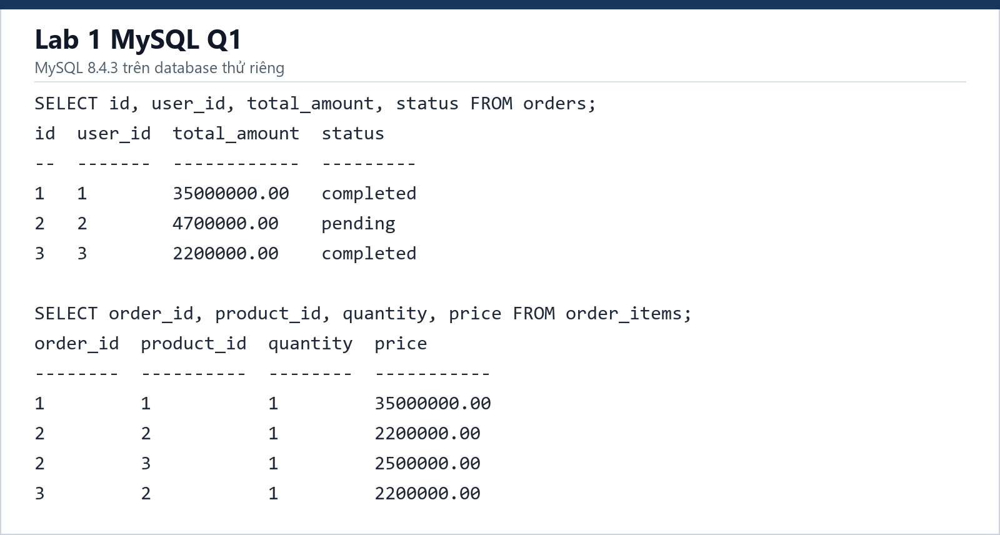 Lab 1 MySQL Q1
MySQL 8.4.3 trên database thử riêng
SELECT id, user_id, total_amount, status FROM orders;
id  user_id  total_amount  status
--  -------  ------------  ---------
1   1        35000000.00   completed
2   2        4700000.00    pending
3   3        2200000.00    completed
SELECT order_id, product_id, quantity, price FROM order_items;
order_id  product_id  quantity  price
--------  ----------  --------  -----------
1         1           1         35000000.00
2         2           1         2200000.00
2         3           1         2500000.00
3         2           1         2200000.00